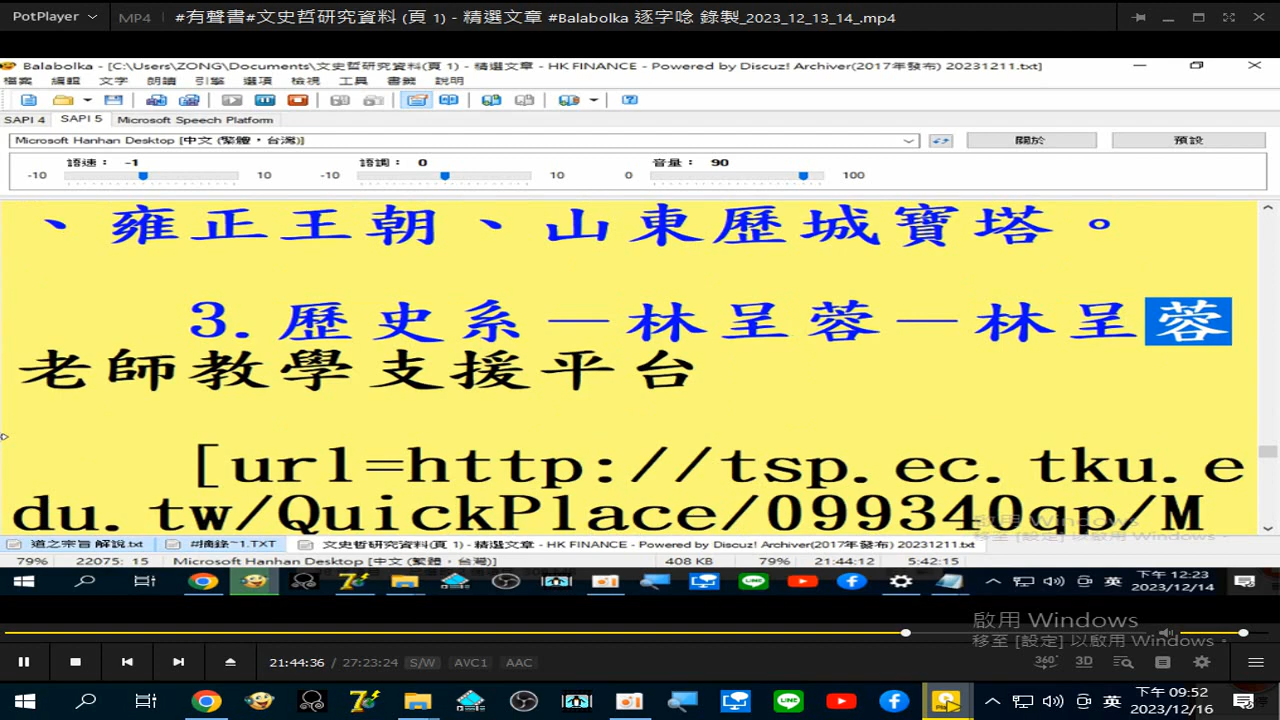 PotPlayer MP4 #有聲書#文史哲研究資料 (頁 1) - 精選文章 #Balabolka 逐字唸 錄製_2023_12_13_14_.mp4
Balabolka - [C:\Users\ZONG\Documents\文史哲研究資料(頁 1) - 精選文章 - HK FINANCE - Powered by Discuz! Archiver(2017年發布) 20231211.txt]
檔案 編輯 文字 朗讀 引擎 選項 檢視 工具 書籤 說明
SAPI 4 SAPI 5 Microsoft Speech Platform
Microsoft Hanhan Desktop [中文 (繁體，台灣)] 關於 預設
語速： -1 語調： 0 音量： 90
-10 10 -10 10 0 100
、雍正王朝、山東歷城寶塔。
3.歷史系－林呈蓉－林呈蓉
老師教學支援平台
[url=http://tsp.ec.tku.e
du.tw/QuickPlace/099340qp/M
道之宗旨 解說.txt #摘錄~1.TXT 文史哲研究資料(頁 1) - 精選文章 - HK FINANCE - Powered by Discuz! Archiver(2017年發布) 20231211.txt
79% 22075: 15 Microsoft Hanhan Desktop [中文 (繁體，台灣)] 408 KB 79% 21:44:12 5:42:15
英 下午 12:23
2023/12/14
啟用 Windows
移至 [設定] 以啟用 Windows。
21:44:36 / 27:23:24 S/W AVC1 AAC 360° 3D
英 下午 09:52
2023/12/16